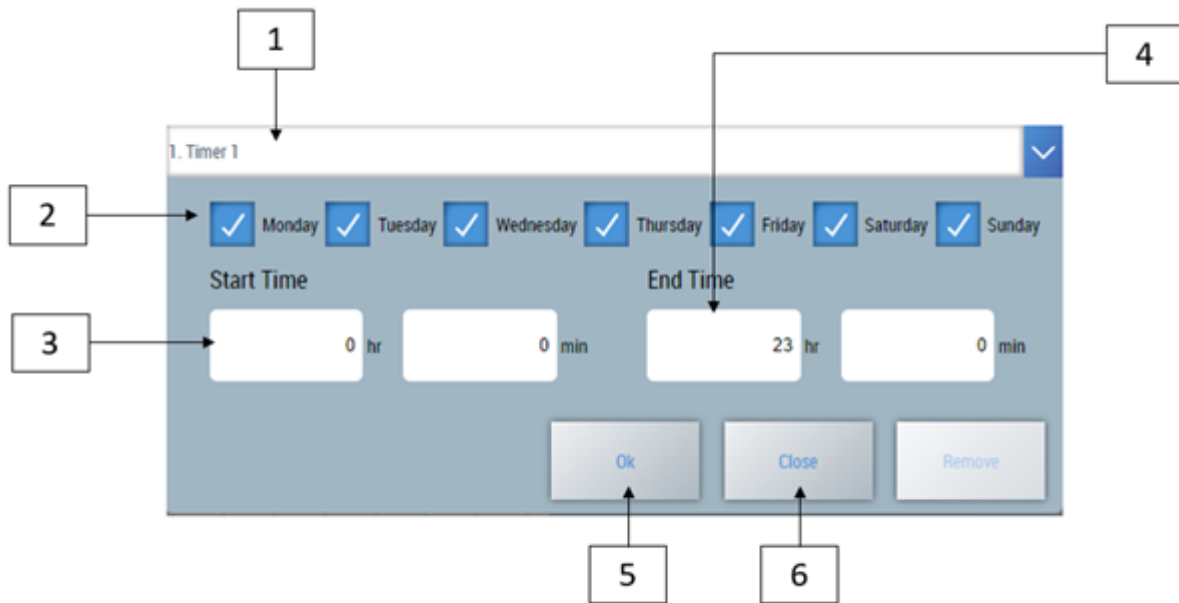 1
4
1. Timer 1
2
Monday Tuesday Wednesday Thursday Friday Saturday Sunday
Start Time End Time
3
0 hr 0 min 23 hr 0 min
Ok Close Remove
5 6